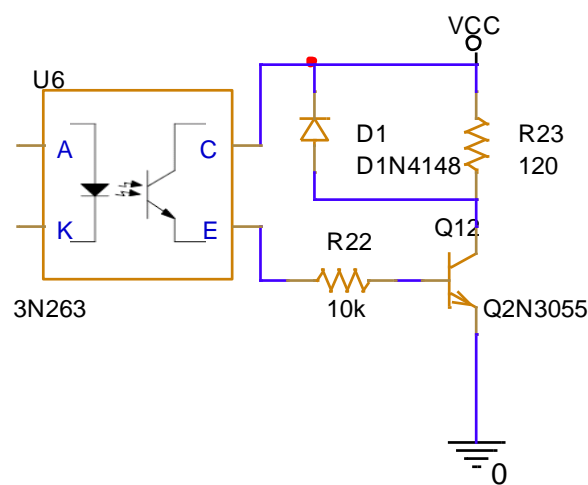 VCC
U6
A
C
D1
R23
D1N4148
120
K
E
R22
Q12
3N263
10k
Q2N3055
0